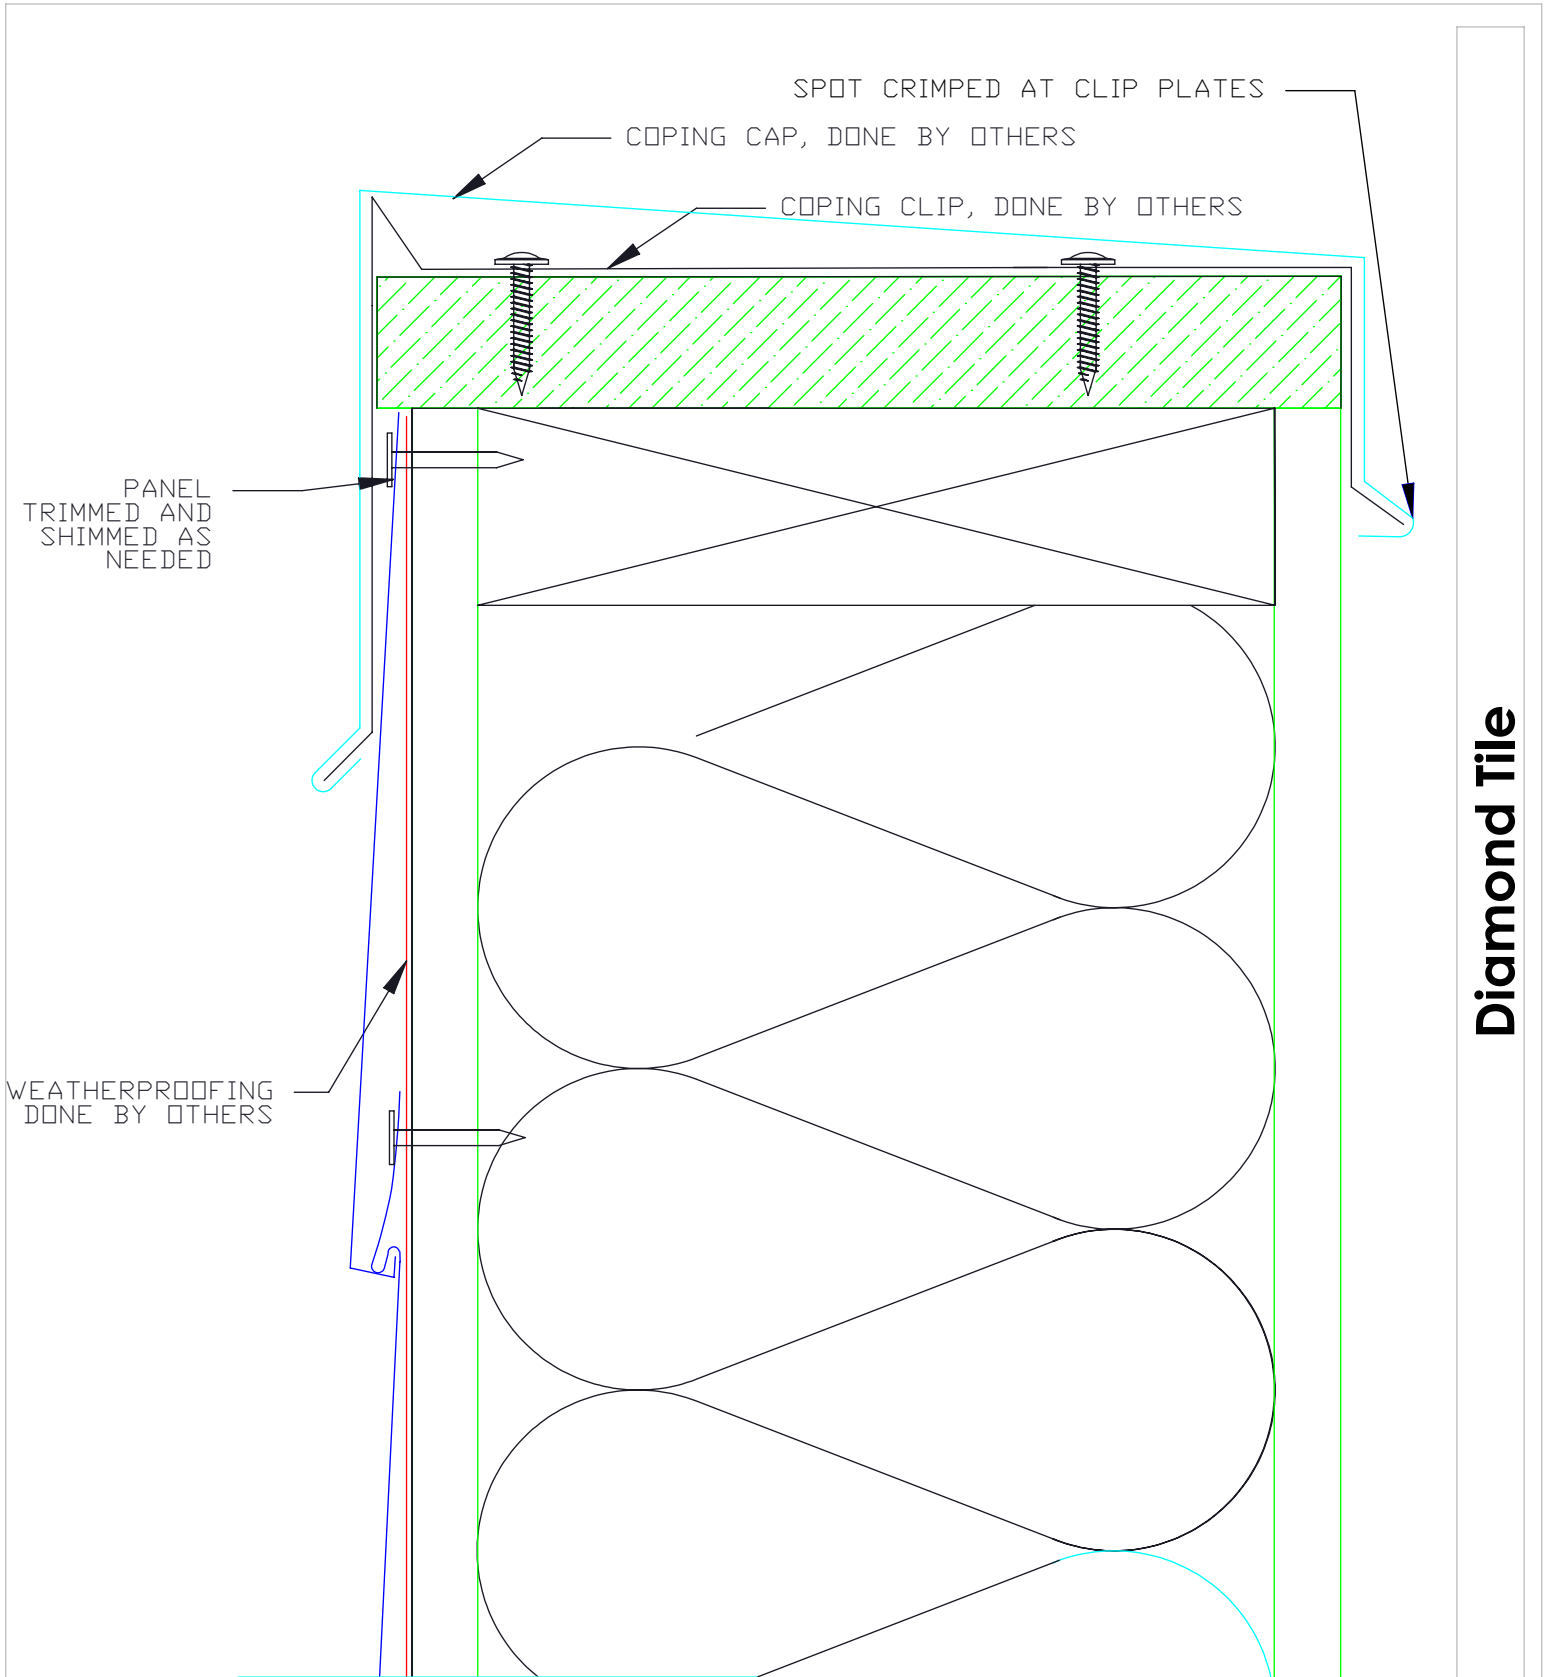 SPOT CRIMPED AT CLIP PLATES
COPING CAP, DONE BY OTHERS
COPING CLIP, DONE BY OTHERS
PANEL
TRIMMED AND
SHIMMED AS
NEEDED
WEATHERPROOFING
DONE BY OTHERS
Diamond Tile